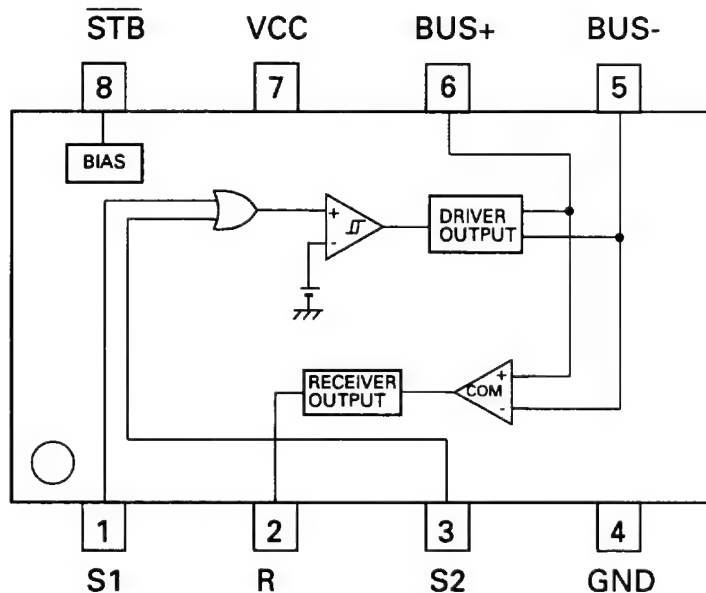 STB VCC BUS+ BUS-
8 7 6 5
BIAS
+
-
DRIVER
OUTPUT
RECEIVER
OUTPUT
COM
+
-
1 2 3 4
S1 R S2 GND